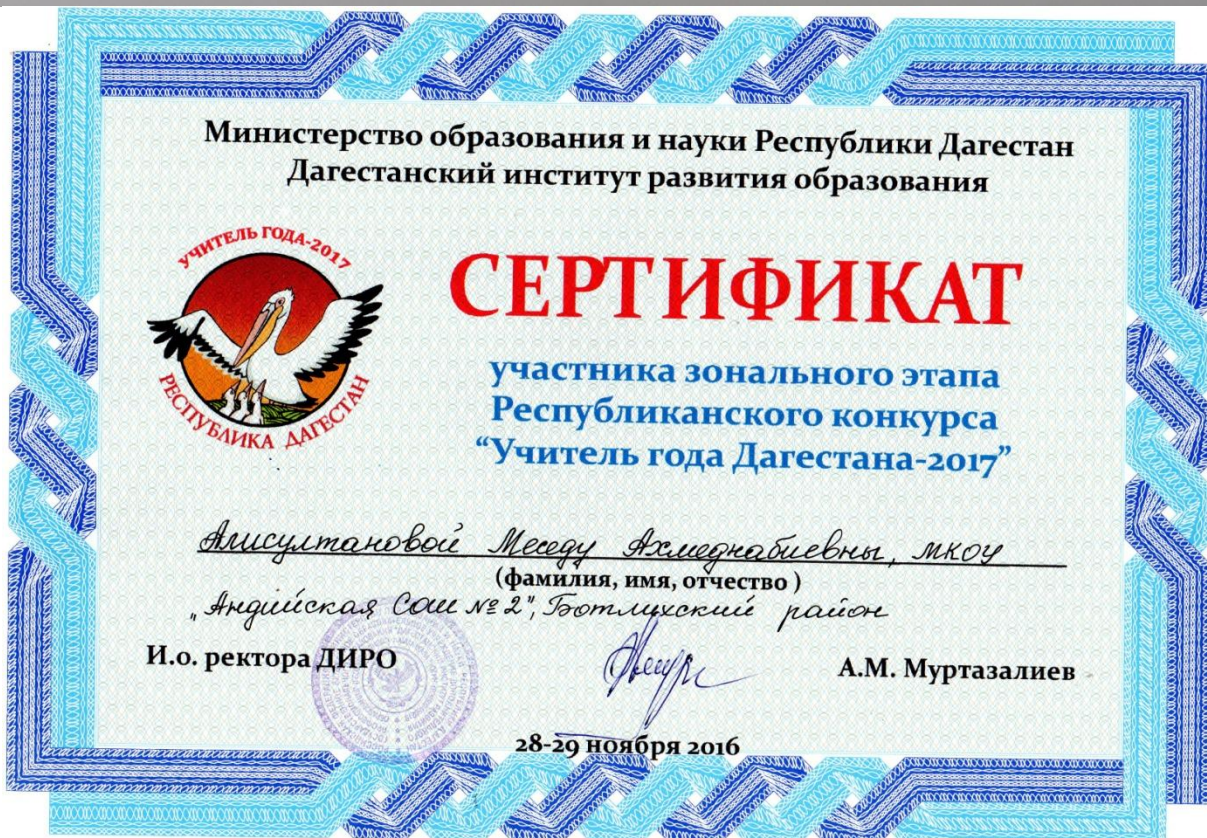 Министерство образования и науки Республики Дагестан
Дагестанский институт развития образования
УЧИТЕЛЬ ГОДА-2017
РЕСПУБЛИКА ДАГЕСТАН
СЕРТИФИКАТ
участника зонального этапа
Республиканского конкурса
“Учитель года Дагестана-2017”
Алисултановой Меседу Ахмеднабиевны, МКОУ
(фамилия, имя, отчество )
„Андийская Сош №2", Ботлихский район
И.о. ректора ДИРО
А.М. Муртазалиев
28-29 ноября 2016